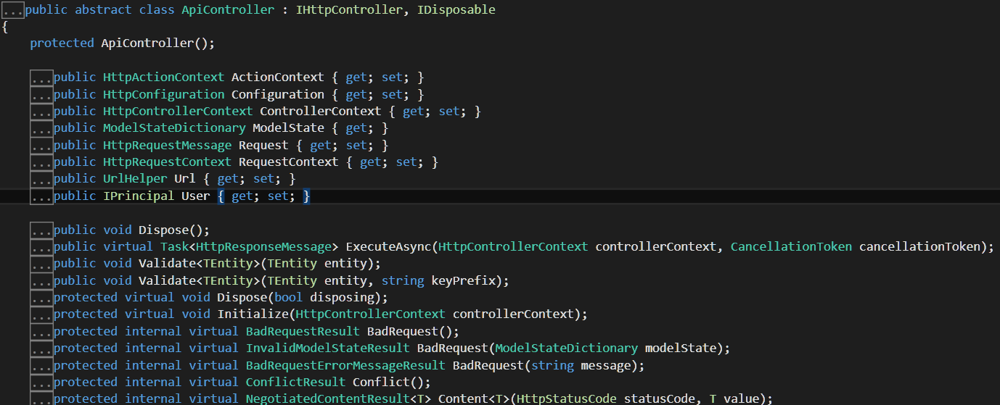 ...public abstract class ApiController : IHttpController, IDisposable
{
    protected ApiController();

    ...public HttpActionContext ActionContext { get; set; }
    ...public HttpConfiguration Configuration { get; set; }
    ...public HttpControllerContext ControllerContext { get; set; }
    ...public ModelStateDictionary ModelState { get; }
    ...public HttpRequestMessage Request { get; set; }
    ...public HttpRequestContext RequestContext { get; set; }
    ...public UrlHelper Url { get; set; }
    ...public IPrincipal User { get; set; }

    ...public void Dispose();
    ...public virtual Task<HttpResponseMessage> ExecuteAsync(HttpControllerContext controllerContext, CancellationToken cancellationToken);
    ...public void Validate<TEntity>(TEntity entity);
    ...public void Validate<TEntity>(TEntity entity, string keyPrefix);
    ...protected virtual void Dispose(bool disposing);
    ...protected virtual void Initialize(HttpControllerContext controllerContext);
    ...protected internal virtual BadRequestResult BadRequest();
    ...protected internal virtual InvalidModelStateResult BadRequest(ModelStateDictionary modelState);
    ...protected internal virtual BadRequestErrorMessageResult BadRequest(string message);
    ...protected internal virtual ConflictResult Conflict();
    ...protected internal virtual NegotiatedContentResult<T> Content<T>(HttpStatusCode statusCode, T value);